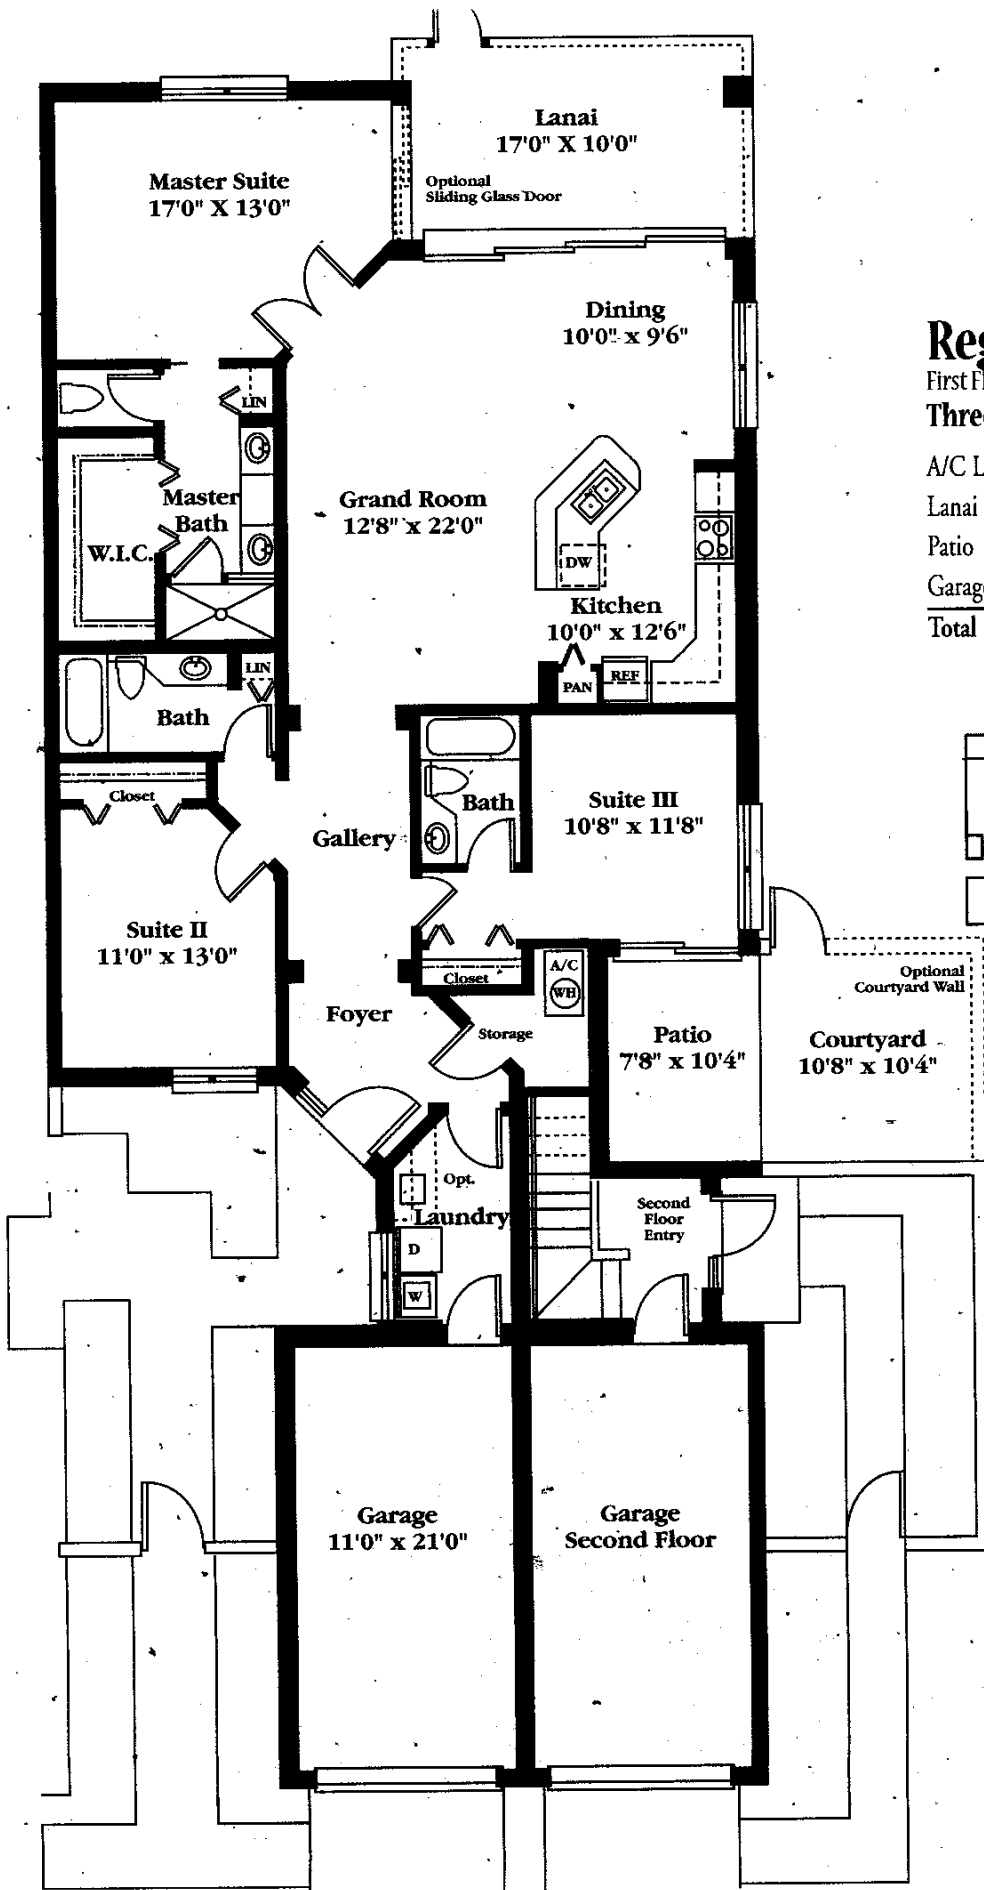 Lanai
17'0" X 10'0"
Optional
Sliding Glass Door
Master Suite
17'0" X 13'0"
Dining
10'0" x 9'6"
First Fl
A/C L
Lanai
Patio
Total
LIN
Master
Bath
W.I.C.
Grand Room
12'8" x 22'0"
DW
Kitchen
10'0" x 12'6"
PAN
REF
LIN
Bath
Closet
Gallery
Bath
Suite III
10'8" x 11'8"
Suite II
11'0" x 13'0"
Closet
A/C
WH
Foyer
Storage
Patio
7'8" x 10'4"
Optional
Courtyard Wall
Courtyard
10'8" x 10'4"
Opt.
Laundry
D
W
Second
Floor
Entry
Garage
11'0" x 21'0"
Garage
Second Floor